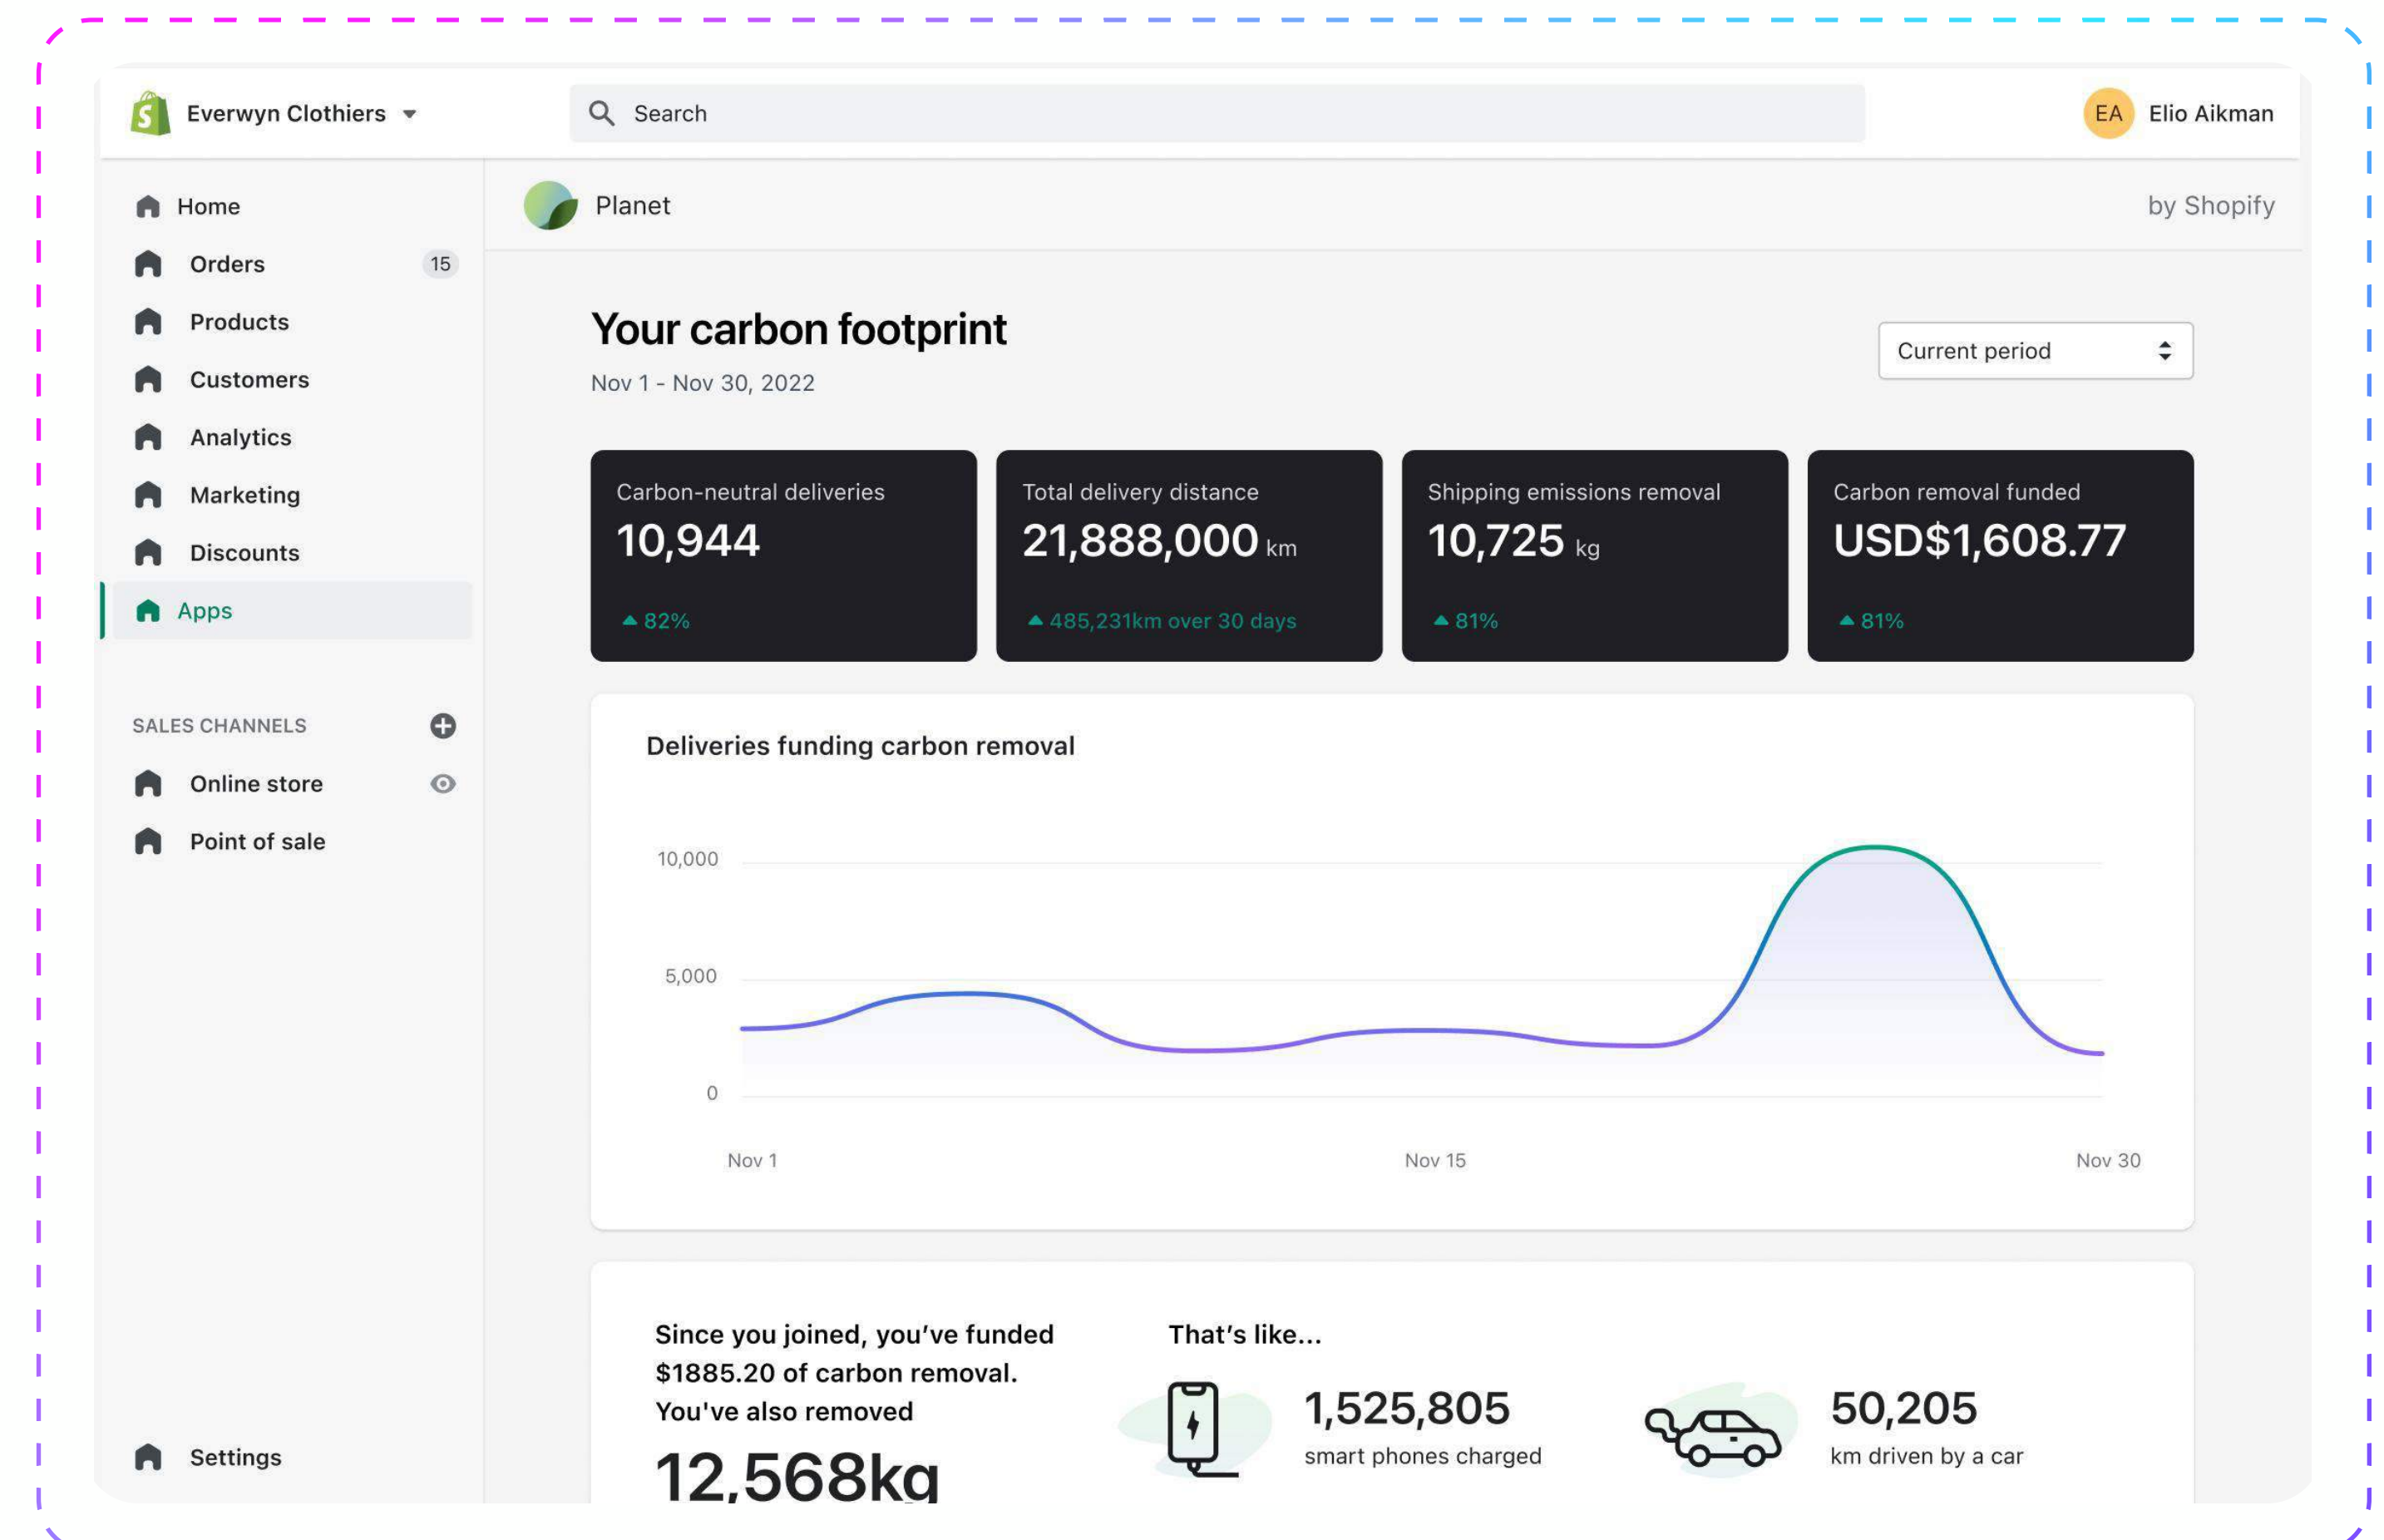 Everwyn Clothiers
Search
EA
Elio Aikman
Home
Orders
15
Products
Customers
Analytics
Marketing
Discounts
Apps
SALES CHANNELS
Online store
Point of sale
Settings
Planet
by Shopify
Your carbon footprint
Nov 1 - Nov 30, 2022
Current period
Carbon-neutral deliveries
10,944
82%
Total delivery distance
21,888,000 km
485,231km over 30 days
Shipping emissions removal
10,725 kg
81%
Carbon removal funded
USD$1,608.77
81%
Deliveries funding carbon removal
10,000
5,000
0
Nov 1
Nov 15
Nov 30
Since you joined, you’ve funded
$1885.20 of carbon removal.
You've also removed
12,568kg
That’s like...
1,525,805
smart phones charged
50,205
km driven by a car